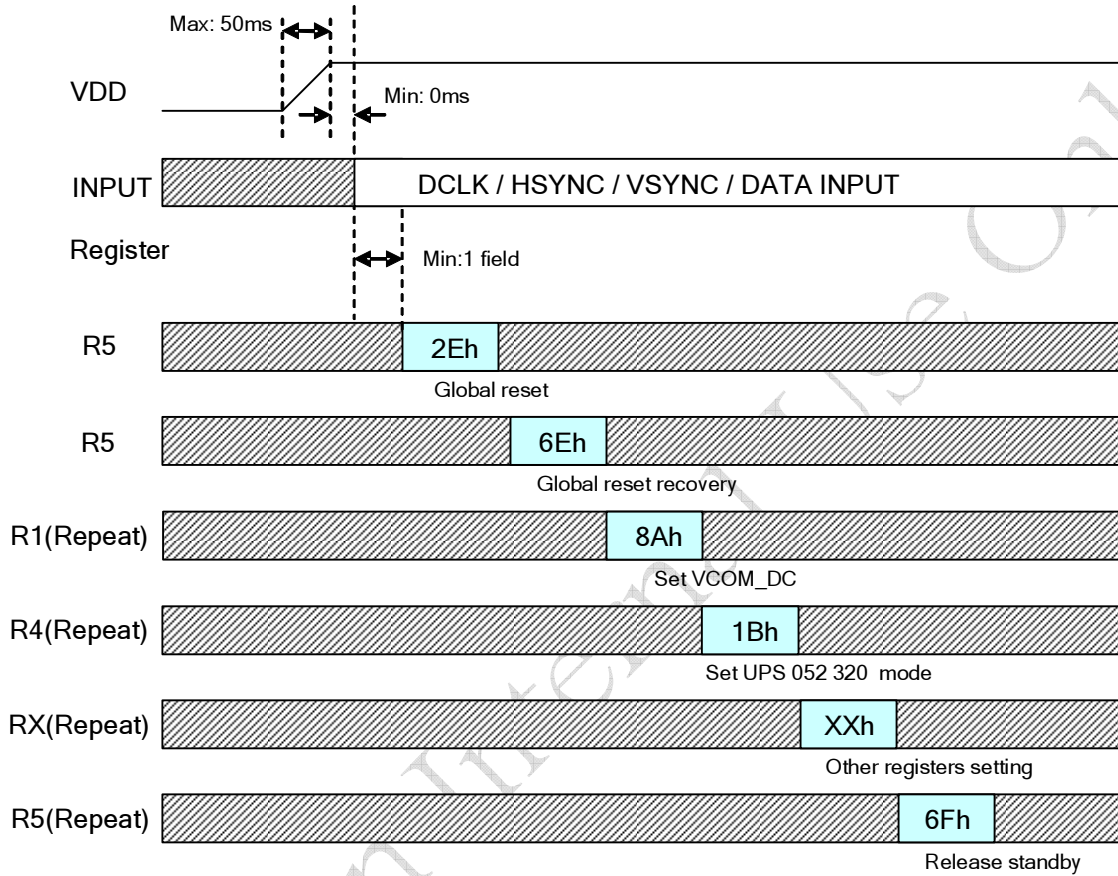 Max: 50ms
VDD
Min: 0ms
INPUT
DCLK / HSYNC / VSYNC / DATA INPUT
Register
Min:1 field
R5
2Eh
Global reset
R5
6Eh
Global reset recovery
R1(Repeat)
8Ah
Set VCOM_DC
R4(Repeat)
1Bh
Set UPS 052 320 mode
RX(Repeat)
XXh
Other registers setting
R5(Repeat)
6Fh
Release standby
Internal Use